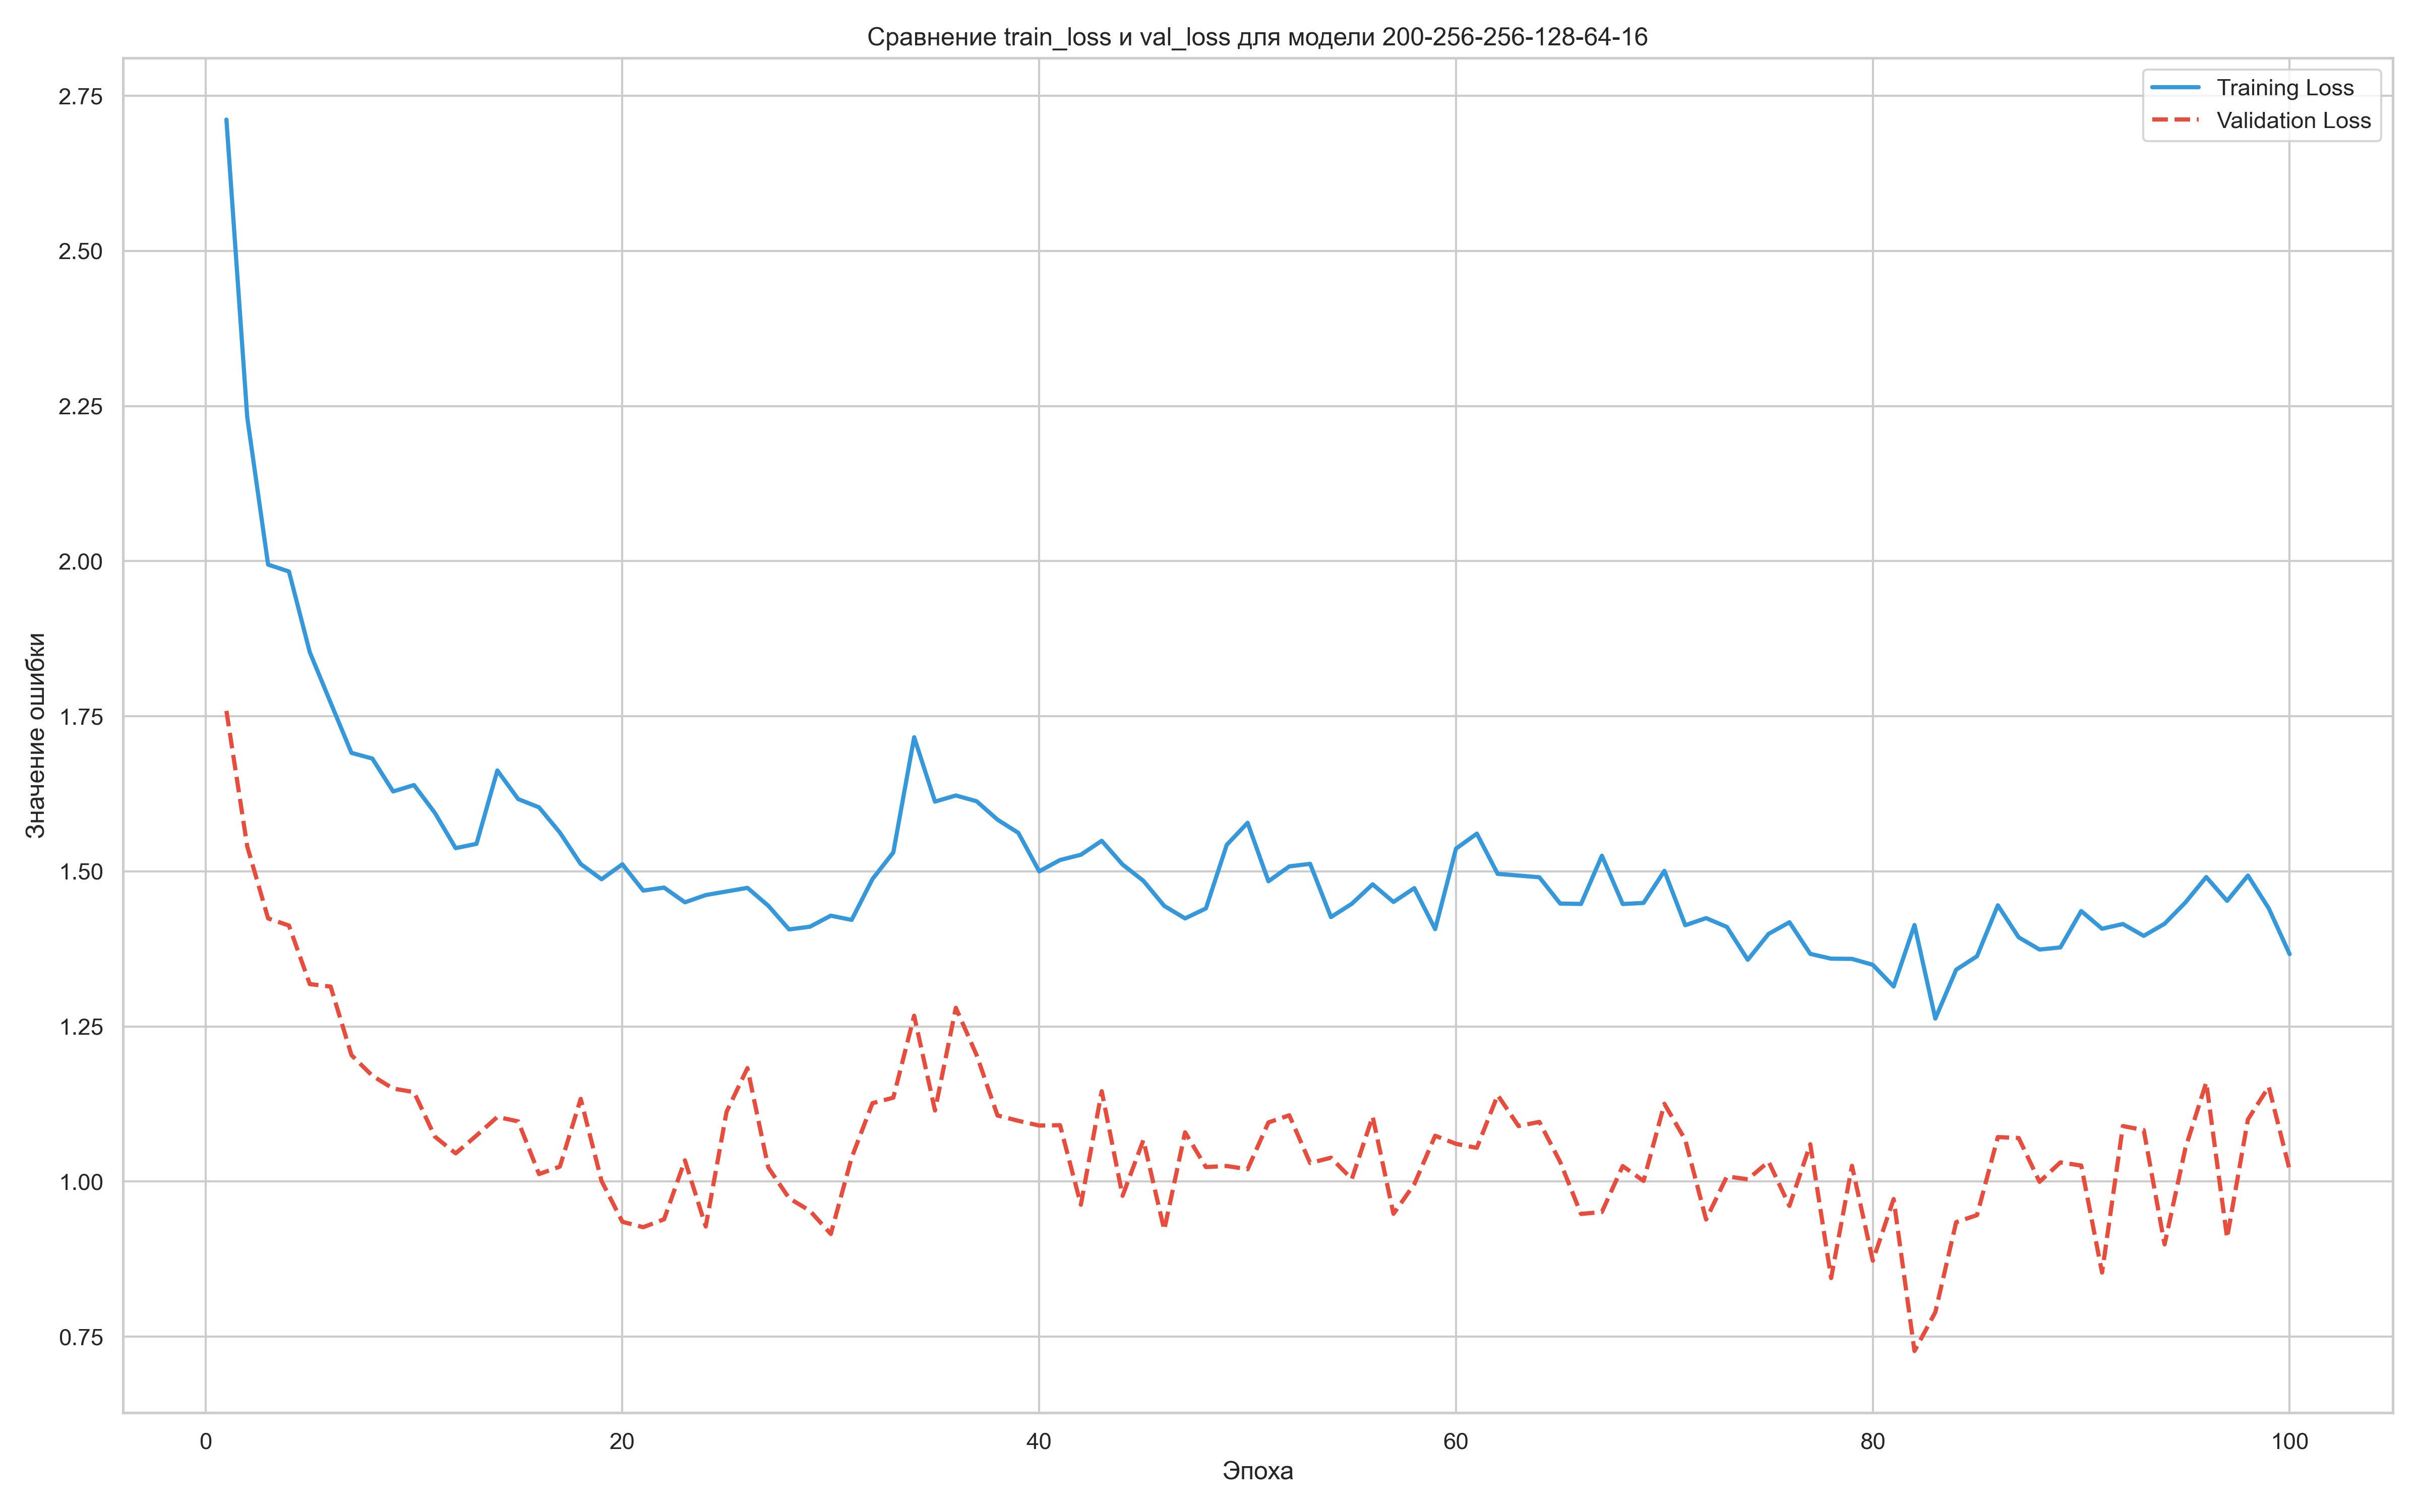 Сравнение train_loss и val_loss для модели 200-256-256-128-64-16
Training Loss
Validation Loss
Значение ошибки
2.75
2.50
2.25
2.00
1.75
1.50
1.25
1.00
0.75
0 20 40 60 80 100
Эпоха